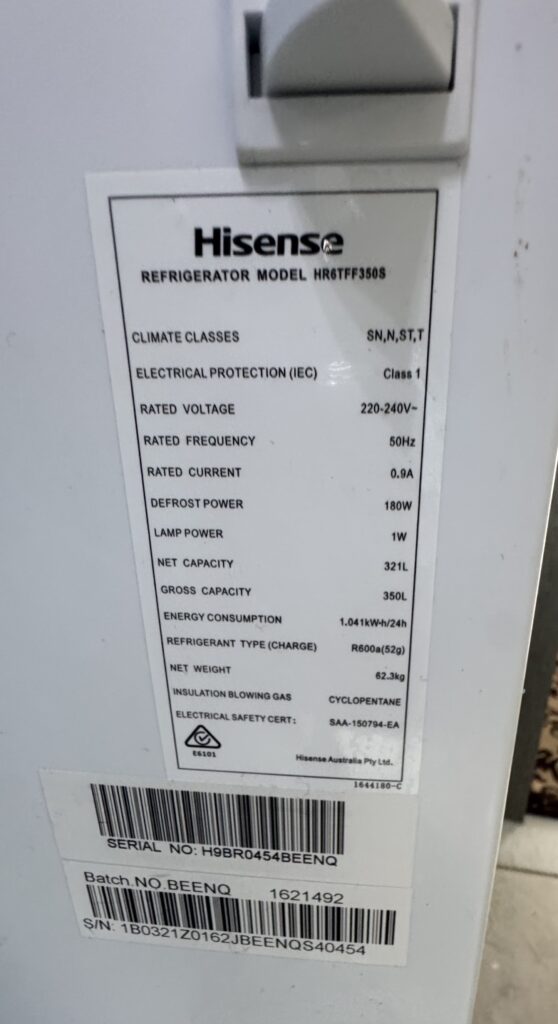 Hisense
REFRIGERATOR MODEL HR6TFF350S
CLIMATE CLASSES SN,N,ST,T
ELECTRICAL PROTECTION (IEC) Class 1
RATED VOLTAGE 220-240V~
RATED FREQUENCY 50Hz
RATED CURRENT 0.9A
DEFROST POWER 180W
LAMP POWER 1W
NET CAPACITY 321L
GROSS CAPACITY 350L
ENERGY CONSUMPTION 1.041kW·h/24h
REFRIGERANT TYPE (CHARGE) R600a(52g)
NET WEIGHT 62.3kg
INSULATION BLOWING GAS CYCLOPENTANE
ELECTRICAL SAFETY CERT: SAA-150794-EA
E6101
Hisense Australia Pty Ltd.
1644180-C
SERIAL NO: H9BR0454BEENQ
Batch.NO.BEENQ 1621492
S/N: 1B0321Z0162JBEENQS40454